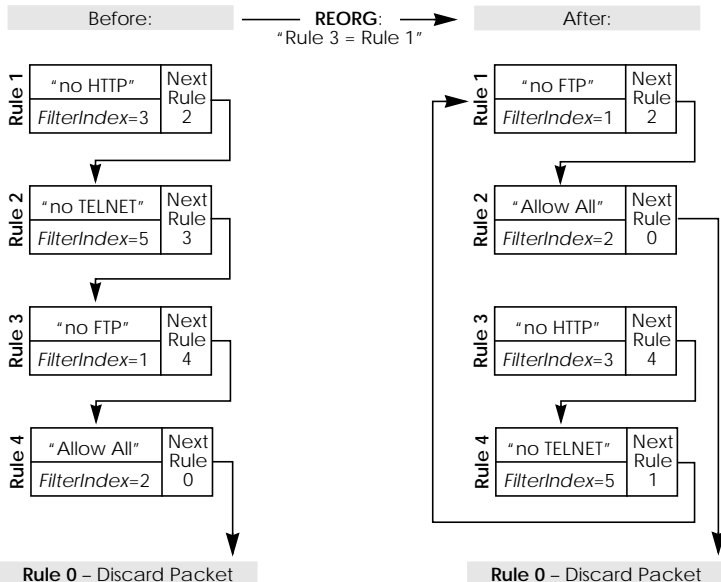 Before:
REORG:
"Rule 3 = Rule 1"
After:
Rule 1
"no HTTP"
FilterIndex=3
Next
Rule
2
Rule 2
"no TELNET"
FilterIndex=5
Next
Rule
3
Rule 3
"no FTP"
FilterIndex=1
Next
Rule
4
Rule 4
"Allow All"
FilterIndex=2
Next
Rule
0
Rule 0 – Discard Packet
Rule 1
"no FTP"
FilterIndex=1
Next
Rule
2
Rule 2
"Allow All"
FilterIndex=2
Next
Rule
0
Rule 3
"no HTTP"
FilterIndex=3
Next
Rule
4
Rule 4
"no TELNET"
FilterIndex=5
Next
Rule
1
Rule 0 – Discard Packet